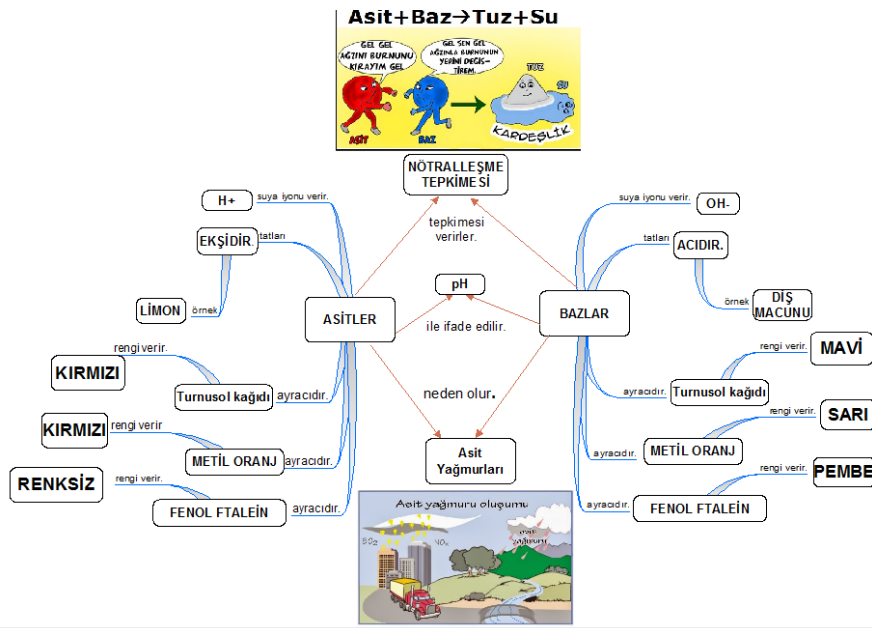 Asit+Baz→Tuz+Su
GEL GEL
AĞZINI BURNUNU
KIRAYIM GEL
GEL SEN GEL
AĞZINLA BURNUNUN
YERİNİ DEĞİŞ-
TİREM.
TUZ
SU
ASİT
BAZ
KARDEŞLİK
NÖTRALLEŞME
TEPKİMESİ
tepkimesi
verirler.
pH
ile ifade edilir.
neden olur.
Asit
Yağmurları
ASİTLER
suya iyonu verir.
H+
tatları
EKŞİDİR.
örnek
LİMON
ayracıdır.
Turnusol kağıdı
rengi verir.
KIRMIZI
ayracıdır.
METİL ORANJ
rengi verir
KIRMIZI
ayracıdır.
FENOL FTALEİN
rengi verir.
RENKSİZ
BAZLAR
suya iyonu verir.
OH-
tatları
ACIDIR.
örnek
DİŞ
MACUNU
ayracıdır.
Turnusol kağıdı
rengi verir.
MAVİ
ayracıdır.
METİL ORANJ
rengi verir.
SARI
ayracıdır.
FENOL FTALEİN
rengi verir.
PEMBE
Asit yağmuru oluşumu
SO₂
NOₓ
asit
yağmuru